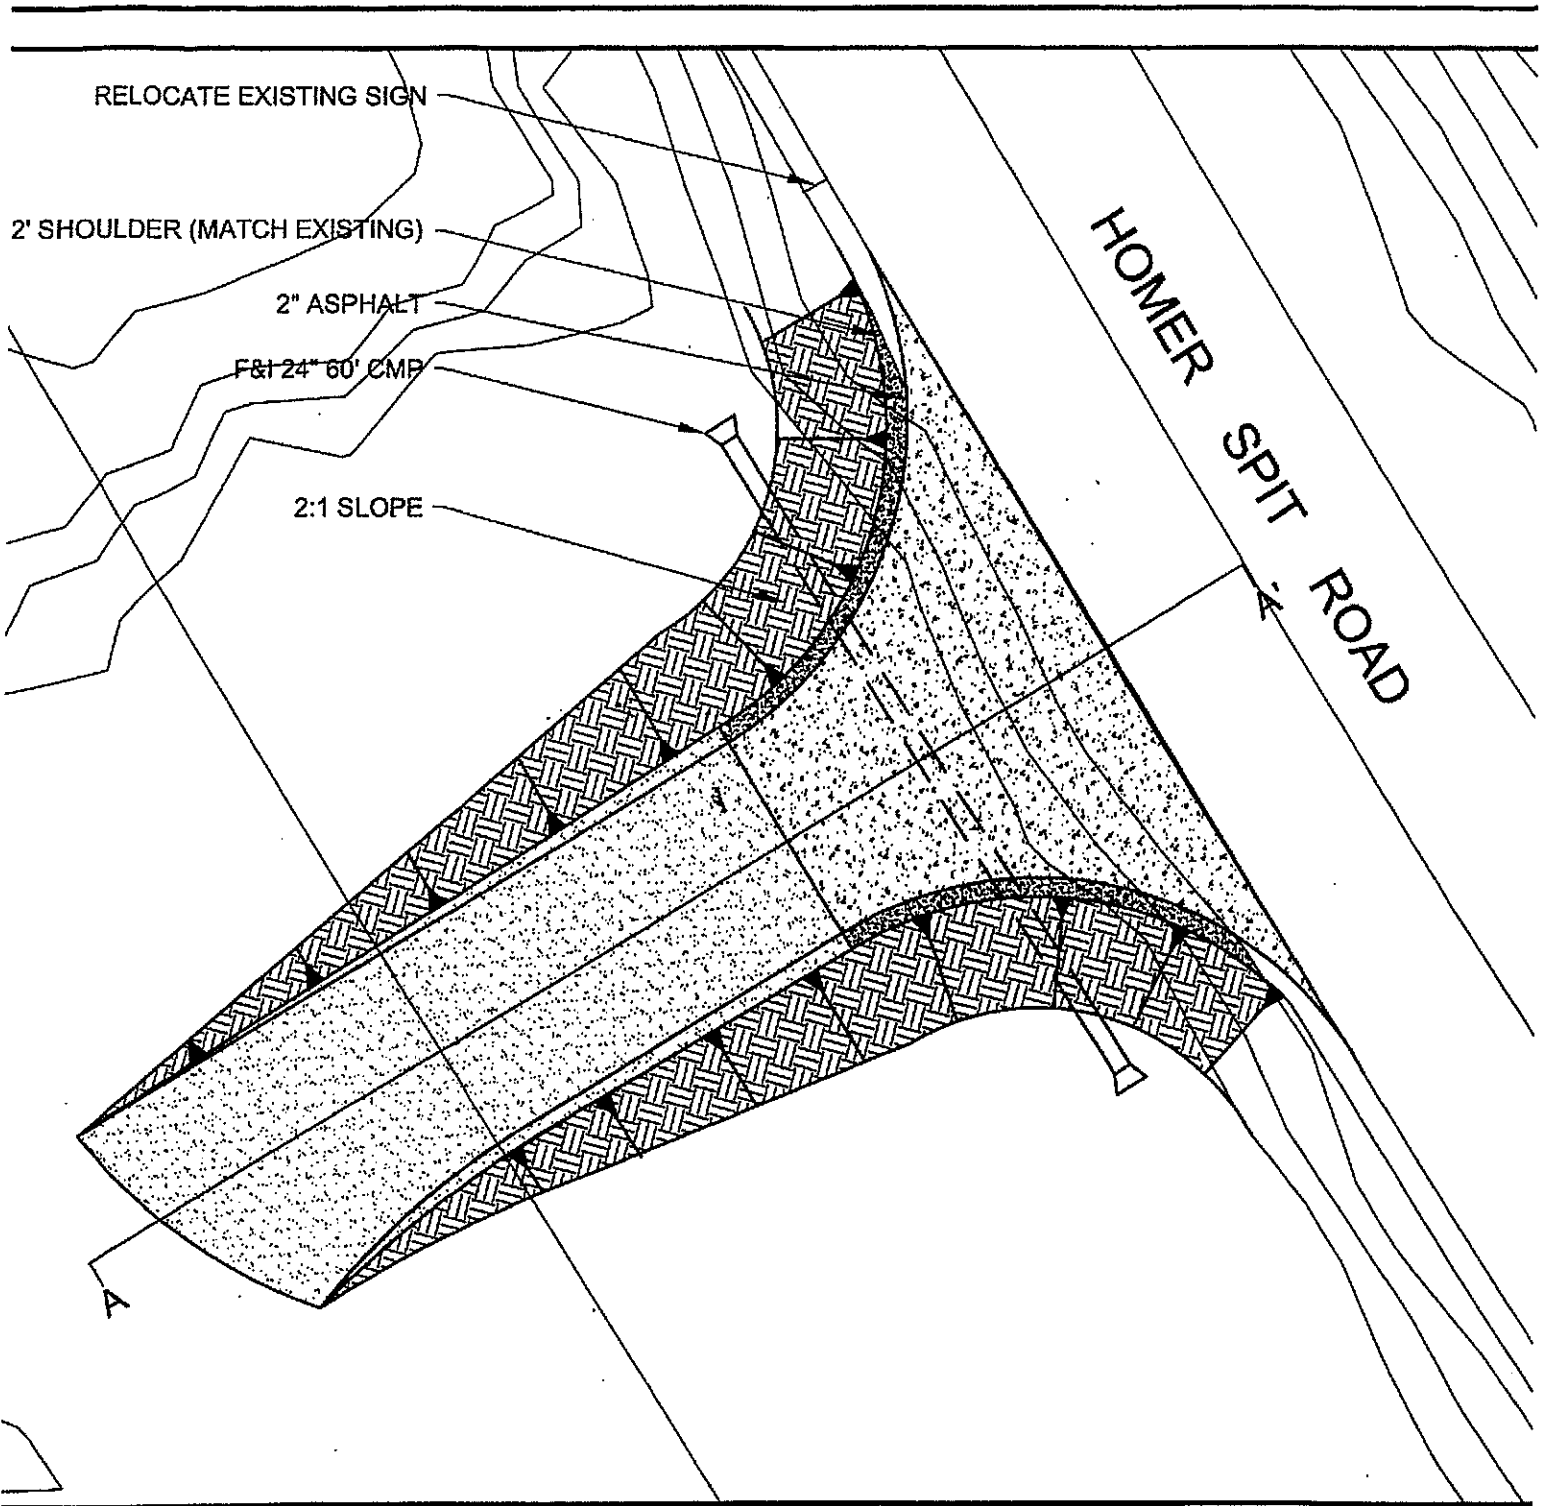 RELOCATE EXISTING SIGN
2' SHOULDER (MATCH EXISTING)
2" ASPHALT
F&I 24" 60' CMP
2:1 SLOPE
HOMER SPIT ROAD
A'
A